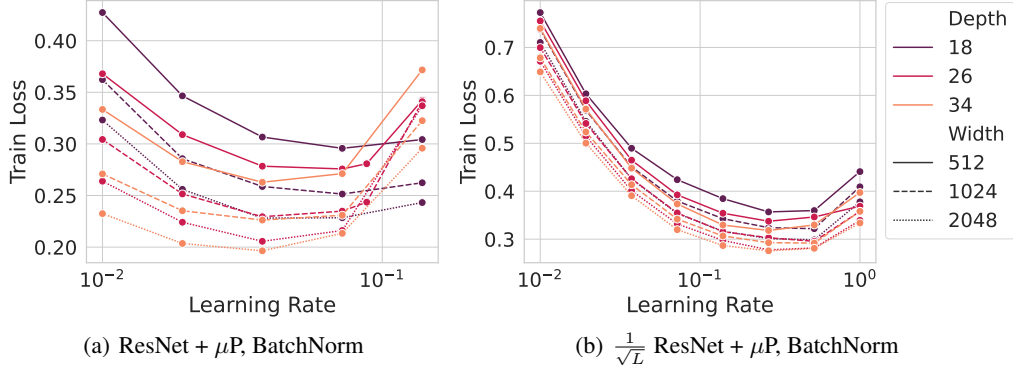 0.40
0.35
0.30
0.25
0.20
Train Loss
10⁻²
10⁻¹
Learning Rate
(a) ResNet + μP, BatchNorm
0.7
0.6
0.5
0.4
0.3
Train Loss
10⁻²
10⁻¹
10⁰
Learning Rate
(b) 1/√L ResNet + μP, BatchNorm
Depth
18
26
34
Width
512
1024
2048